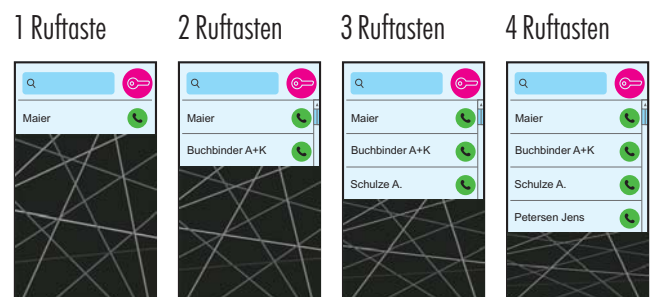 1 Ruftaste
Maier
2 Ruftasten
Maier
Buchbinder A+K
3 Ruftasten
Maier
Buchbinder A+K
Schulze A.
4 Ruftasten
Maier
Buchbinder A+K
Schulze A.
Petersen Jens